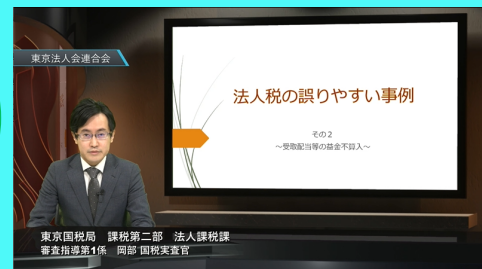 東京法人会連合会
法人税の誤りやすい事例
その2
~受取配当等の益金不算入~
東京国税局 課税第二部 法人課税課
審査指導第1係 岡部 国税実査官